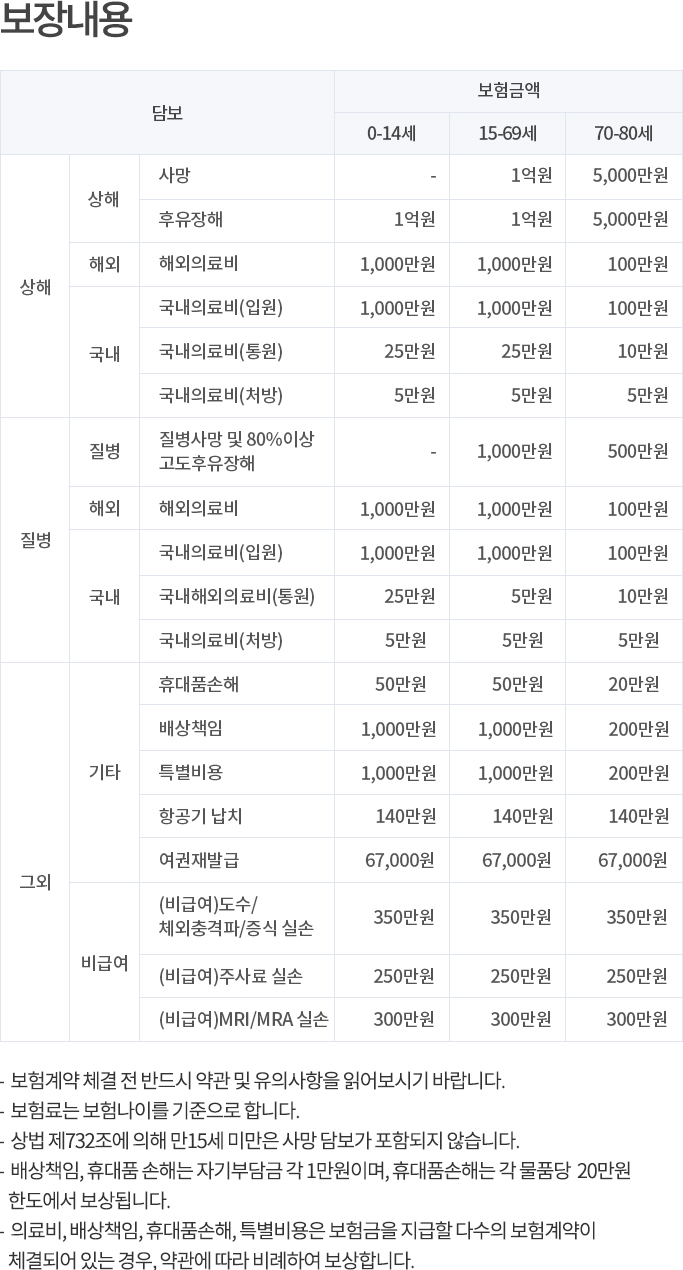 보장내용
담보 보험금액
0-14세 15-69세 70-80세
상해 상해 사망 - 1억원 5,000만원
후유장해 1억원 1억원 5,000만원
해외 해외의료비 1,000만원 1,000만원 100만원
국내 국내의료비(입원) 1,000만원 1,000만원 100만원
국내의료비(통원) 25만원 25만원 10만원
국내의료비(처방) 5만원 5만원 5만원
질병 질병 질병사망 및 80%이상
고도후유장해 - 1,000만원 500만원
해외 해외의료비 1,000만원 1,000만원 100만원
국내 국내의료비(입원) 1,000만원 1,000만원 100만원
국내해외의료비(통원) 25만원 5만원 10만원
국내의료비(처방) 5만원 5만원 5만원
그외 기타 휴대품손해 50만원 50만원 20만원
배상책임 1,000만원 1,000만원 200만원
특별비용 1,000만원 1,000만원 200만원
항공기 납치 140만원 140만원 140만원
여권재발급 67,000원 67,000원 67,000원
비급여 (비급여)도수/
체외충격파/증식 실손 350만원 350만원 350만원
(비급여)주사료 실손 250만원 250만원 250만원
(비급여)MRI/MRA 실손 300만원 300만원 300만원
- 보험계약 체결 전 반드시 약관 및 유의사항을 읽어보시기 바랍니다.
- 보험료는 보험나이를 기준으로 합니다.
- 상법 제732조에 의해 만15세 미만은 사망 담보가 포함되지 않습니다.
- 배상책임, 휴대품 손해는 자기부담금 각 1만원이며, 휴대품손해는 각 물품당 20만원
한도에서 보상됩니다.
- 의료비, 배상책임, 휴대품손해, 특별비용은 보험금을 지급할 다수의 보험계약이
체결되어 있는 경우, 약관에 따라 비례하여 보상합니다.